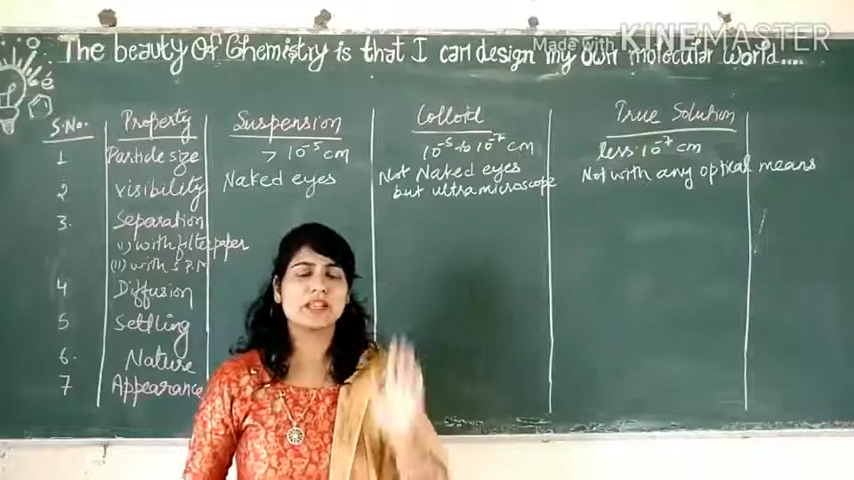 The beauty Of Chemistry is that I can design my own molecular world....
Made with KINEMASTER
é
S.No. Property Suspension Colloid True Solution
1 Particle size > 10⁻⁵ cm 10⁻⁵ to 10⁻⁷ cm less 10⁻⁷ cm
2 visibility Naked eyes Not Naked eyes Not with any optical means
but ultramicroscope
3. Separation
(i) with filter paper
(ii) with S.P.M
4 Diffusion
5 Settling
6. Nature
7 Appearance